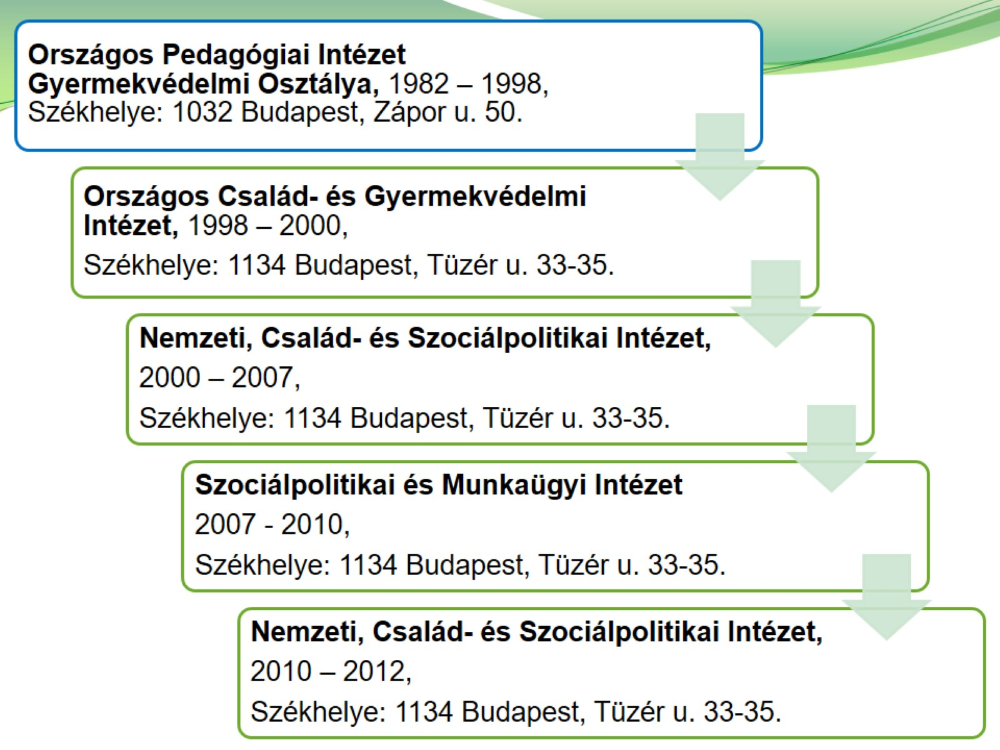 Országos Pedagógiai Intézet
Gyermekvédelmi Osztálya, 1982 – 1998,
Székhelye: 1032 Budapest, Zápor u. 50.
Országos Család- és Gyermekvédelmi
Intézet, 1998 – 2000,
Székhelye: 1134 Budapest, Tüzér u. 33-35.
Nemzeti, Család- és Szociálpolitikai Intézet,
2000 – 2007,
Székhelye: 1134 Budapest, Tüzér u. 33-35.
Szociálpolitikai és Munkaügyi Intézet
2007 - 2010,
Székhelye: 1134 Budapest, Tüzér u. 33-35.
Nemzeti, Család- és Szociálpolitikai Intézet,
2010 – 2012,
Székhelye: 1134 Budapest, Tüzér u. 33-35.